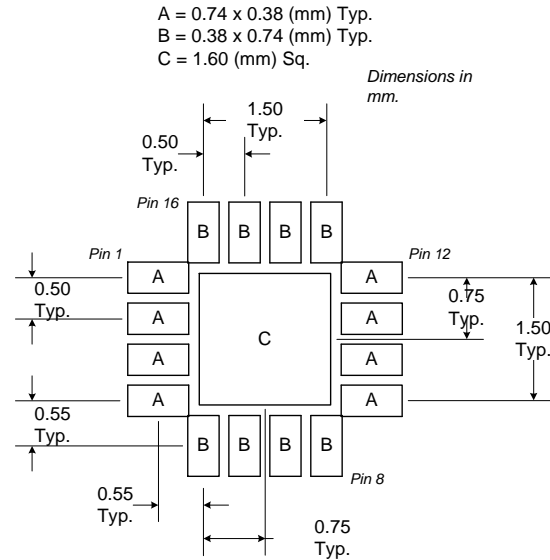 A = 0.74 x 0.38 (mm) Typ.
B = 0.38 x 0.74 (mm) Typ.
C = 1.60 (mm) Sq.
Dimensions in
mm.
1.50
Typ.
0.50
Typ.
Pin 16
B B B B
Pin 1
Pin 12
A A
0.50
Typ.
0.75
Typ.
A A
1.50
Typ.
C
A A
A A
0.55
Typ.
B B B B
Pin 8
0.55
Typ.
0.75
Typ.